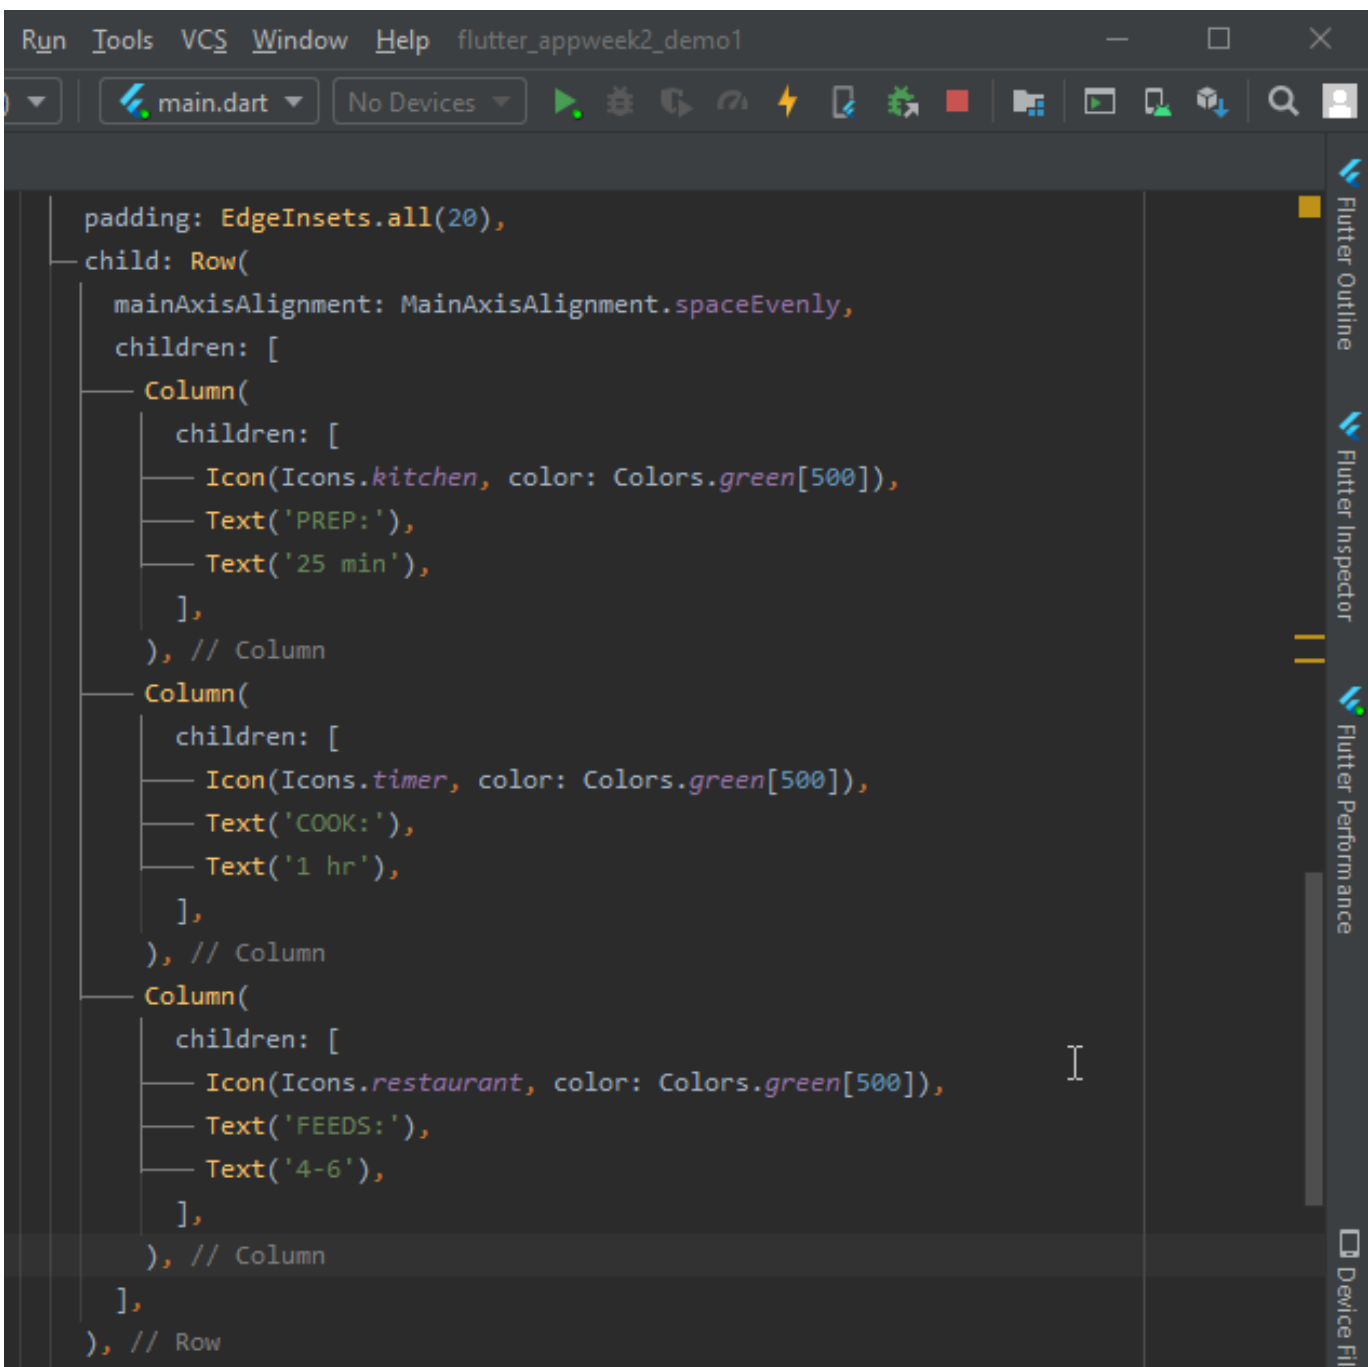 Run Tools VCS Window Help flutter_appweek2_demo1
main.dart No Devices
padding: EdgeInsets.all(20),
child: Row(
mainAxisAlignment: MainAxisAlignment.spaceEvenly,
children: [
Column(
children: [
Icon(Icons.kitchen, color: Colors.green[500]),
Text('PREP:'),
Text('25 min'),
],
), // Column
Column(
children: [
Icon(Icons.timer, color: Colors.green[500]),
Text('COOK:'),
Text('1 hr'),
],
), // Column
Column(
children: [
Icon(Icons.restaurant, color: Colors.green[500]),
Text('FEEDS:'),
Text('4-6'),
],
), // Column
],
), // Row
Flutter Outline
Flutter Inspector
Flutter Performance
Device Fil